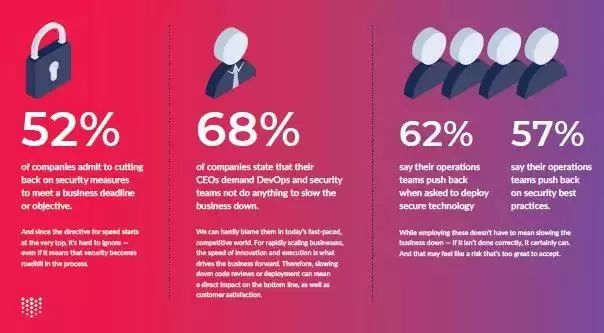 52%
of companies admit to cutting
back on security measures
to meet a business deadline
or objective.
And since the directive for speed starts
at the very top, it's hard to ignore —
even if it means that security becomes
roadkill in the process.
68%
of companies state that their
CEOs demand DevOps and security
teams not do anything to slow the
business down.
We can hardly blame them in today's fast-paced,
competitive world. For rapidly scaling businesses,
the speed of innovation and execution is what
drives the business forward. Therefore, slowing
down code reviews or deployment can mean
a direct impact on the bottom line, as well as
customer satisfaction.
62%
say their operations
teams push back
when asked to deploy
secure technology
57%
say their operations
teams push back
on security best
practices.
While employing these doesn't have to mean slowing the
business down — if it isn't done correctly, it certainly can.
And that may feel like a risk that's too great to accept.